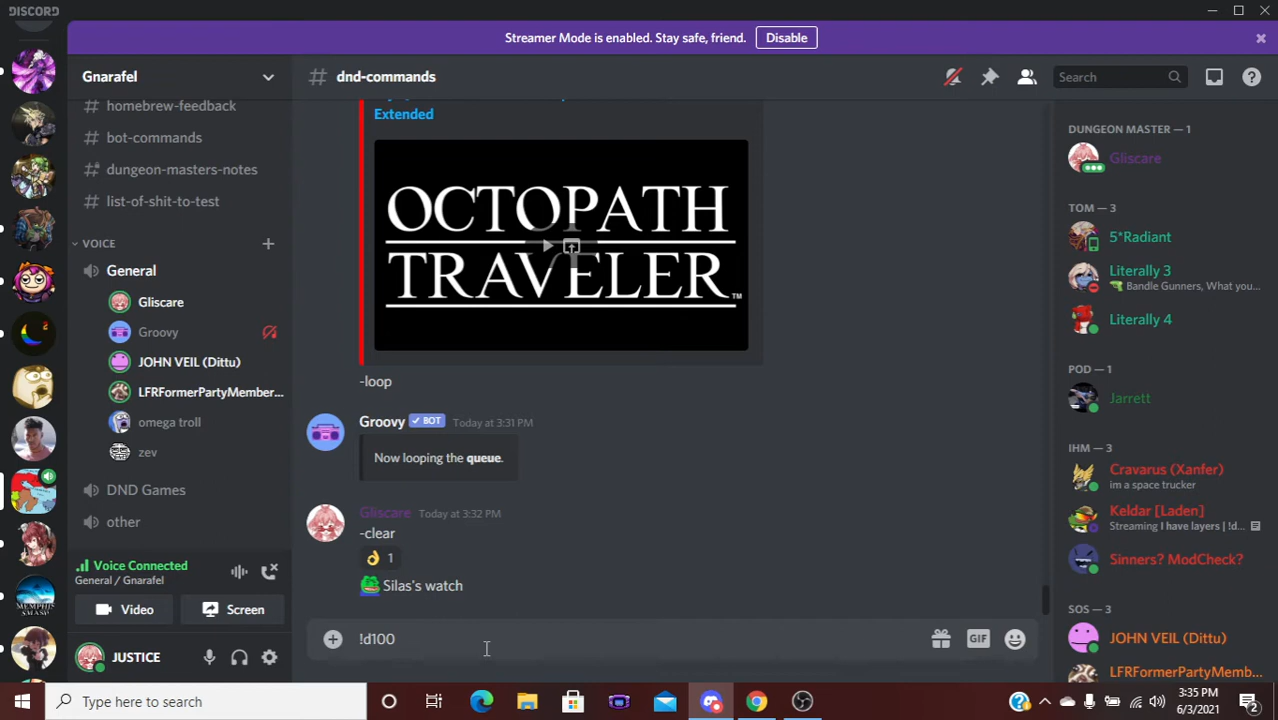 DISCORD
Streamer Mode is enabled. Stay safe, friend. Disable
Gnarafel
homebrew-feedback
bot-commands
dungeon-masters-notes
list-of-shit-to-test
VOICE
General
Gliscare
Groovy
JOHN VEIL (Dittu)
LFRFormerPartyMember...
omega troll
zev
DND Games
other
Voice Connected
General / Gnarafel
Video Screen
JUSTICE
# dnd-commands
Search
Extended
OCTOPATH
TRAVELER™
-loop
Groovy BOT Today at 3:31 PM
Now looping the queue.
Gliscare Today at 3:32 PM
-clear
👌 1
Silas's watch
!d100
GIF
DUNGEON MASTER — 1
Gliscare
TOM — 3
5*Radiant
Literally 3
Bandle Gunners, What you...
Literally 4
POD — 1
Jarrett
IHM — 3
Cravarus (Xanfer)
im a space trucker
Keldar [Laden]
Streaming I have layers | !d...
Sinners? ModCheck?
SOS — 3
JOHN VEIL (Dittu)
LFRFormerPartyMemb...
Type here to search
3:35 PM
6/3/2021
2